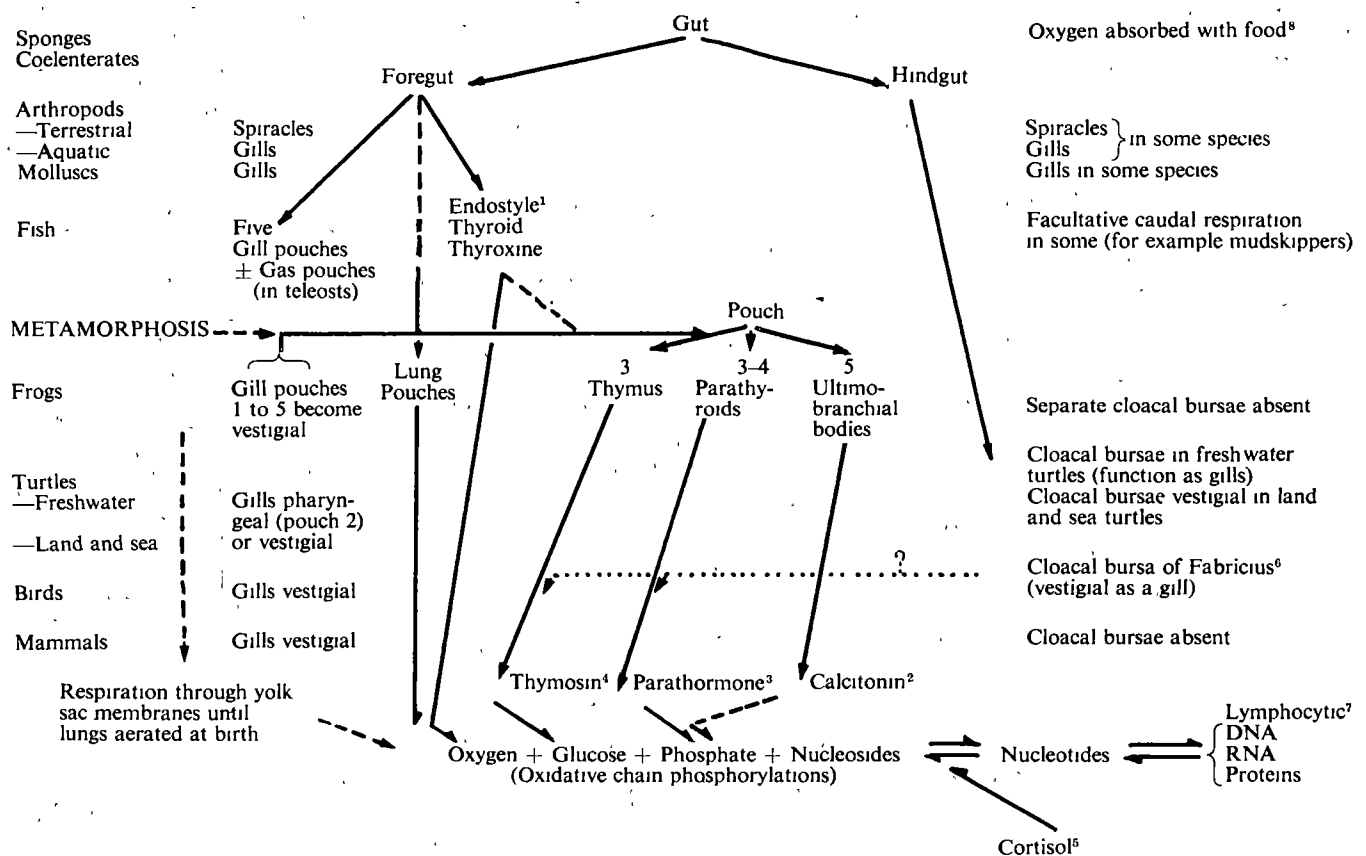 Gut
Sponges
Coelenterates
Oxygen absorbed with food⁸
Foregut
Hindgut
Arthropods
—Terrestrial
—Aquatic
Molluscs
Spiracles
Gills
Gills
Spiracles
Gills
in some species
Gills in some species
Fish
Five
Gill pouches
± Gas pouches
(in teleosts)
Endostyle¹
Thyroid
Thyroxine
Facultative caudal respiration
in some (for example mudskippers)
METAMORPHOSIS
Pouch
Frogs
Gill pouches
1 to 5 become
vestigial
Lung
Pouches
3
Thymus
3–4
Parathy-
roids
5
Ultimo-
branchial
bodies
Separate cloacal bursae absent
Turtles
—Freshwater
—Land and sea
Gills pharyn-
geal (pouch 2)
or vestigial
Cloacal bursae in freshwater
turtles (function as gills)
Cloacal bursae vestigial in land
and sea turtles
?
Birds
Gills vestigial
Cloacal bursa of Fabricius⁶
(vestigial as a gill)
Mammals
Gills vestigial
Cloacal bursae absent
Respiration through yolk
sac membranes until
lungs aerated at birth
Thymosin⁴
Parathormone³
Calcitonin²
Oxygen + Glucose + Phosphate + Nucleosides
(Oxidative chain phosphorylations)
Nucleotides
Lymphocytic⁷
DNA
RNA
Proteins
Cortisol⁵